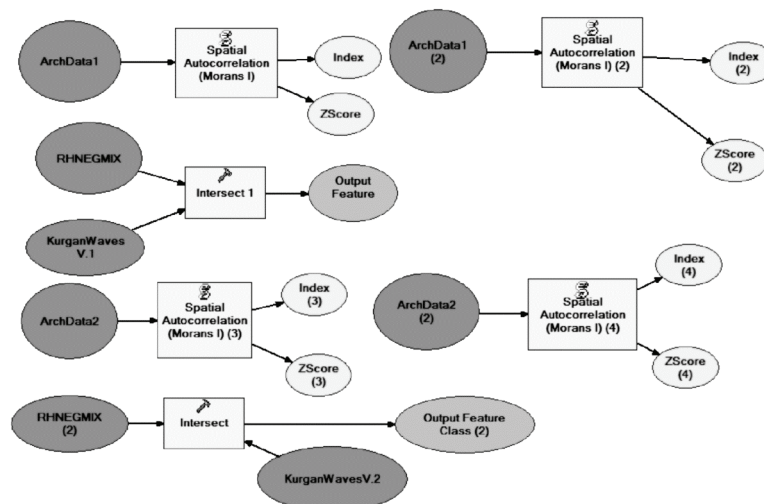 ArchData1
Spatial
Autocorrelation
(Morans I)
Index
ZScore
ArchData1
(2)
Spatial
Autocorrelation
(Morans I) (2)
Index
(2)
ZScore
(2)
RHNEGMIX
Intersect 1
Output
Feature
KurganWaves
V.1
ArchData2
Spatial
Autocorrelation
(Morans I) (3)
Index
(3)
ZScore
(3)
ArchData2
(2)
Spatial
Autocorrelation
(Morans I) (4)
Index
(4)
ZScore
(4)
RHNEGMIX
(2)
Intersect
Output Feature
Class (2)
KurganWavesV.2